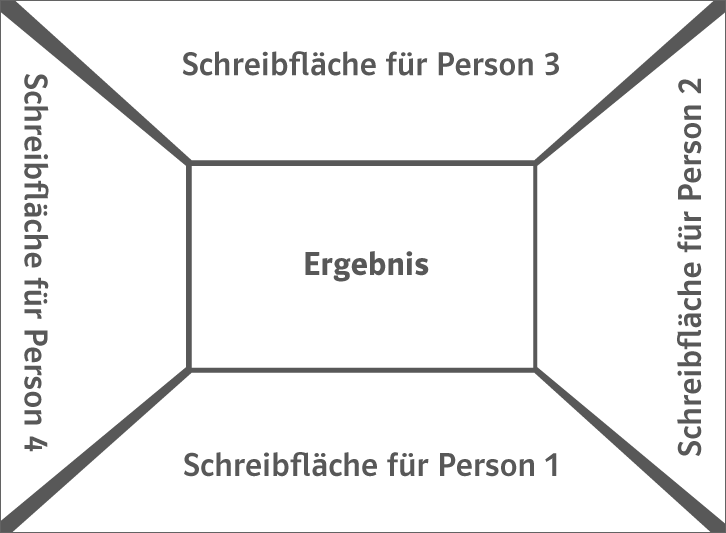 Schreibfläche für Person 3
Schreibfläche für Person 4
Ergebnis
Schreibfläche für Person 2
Schreibfläche für Person 1